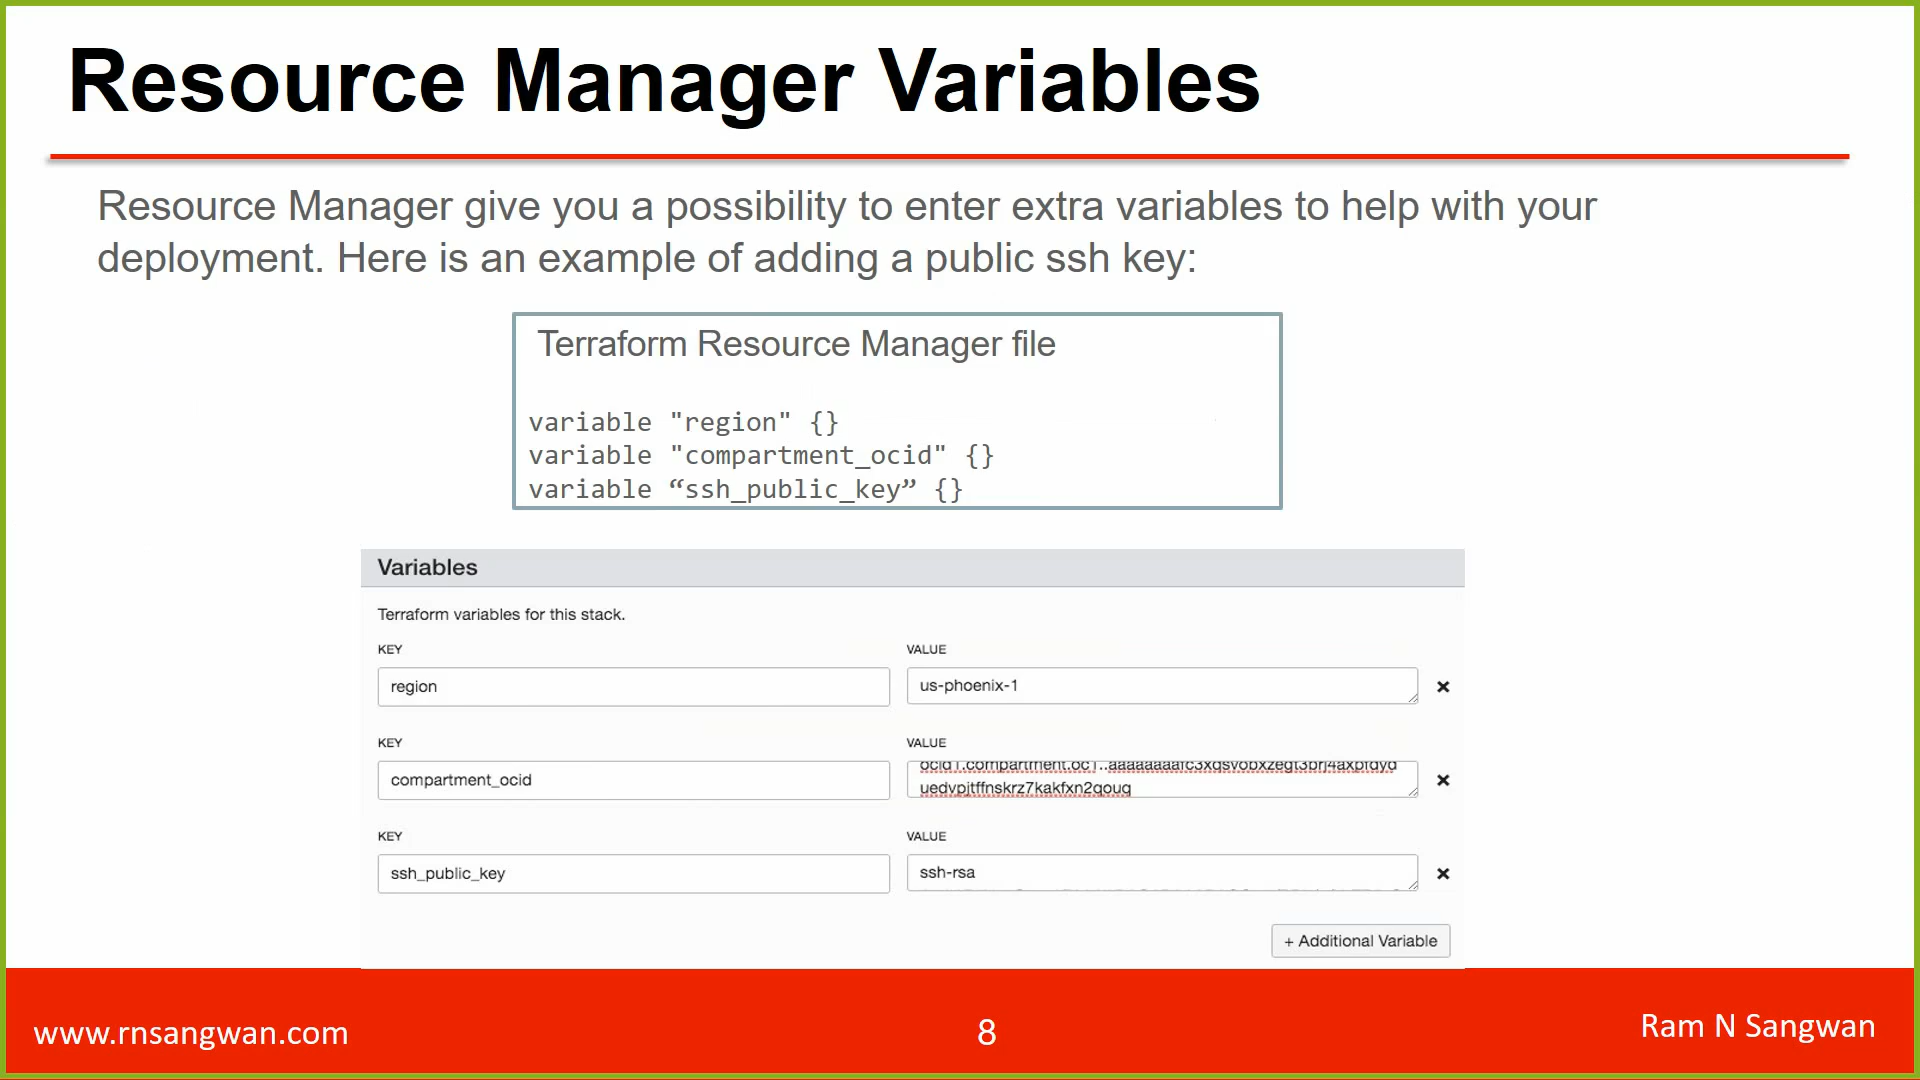 Resource Manager Variables
Resource Manager give you a possibility to enter extra variables to help with your
deployment. Here is an example of adding a public ssh key:
Terraform Resource Manager file
variable "region" {}
variable "compartment_ocid" {}
variable “ssh_public_key” {}
Variables
Terraform variables for this stack.
KEY VALUE
region us-phoenix-1
KEY VALUE
compartment_ocid
uedvpjtffnskrz7kakfxn2goug
KEY VALUE
ssh_public_key ssh-rsa
+ Additional Variable
www.rnsangwan.com 8 Ram N Sangwan